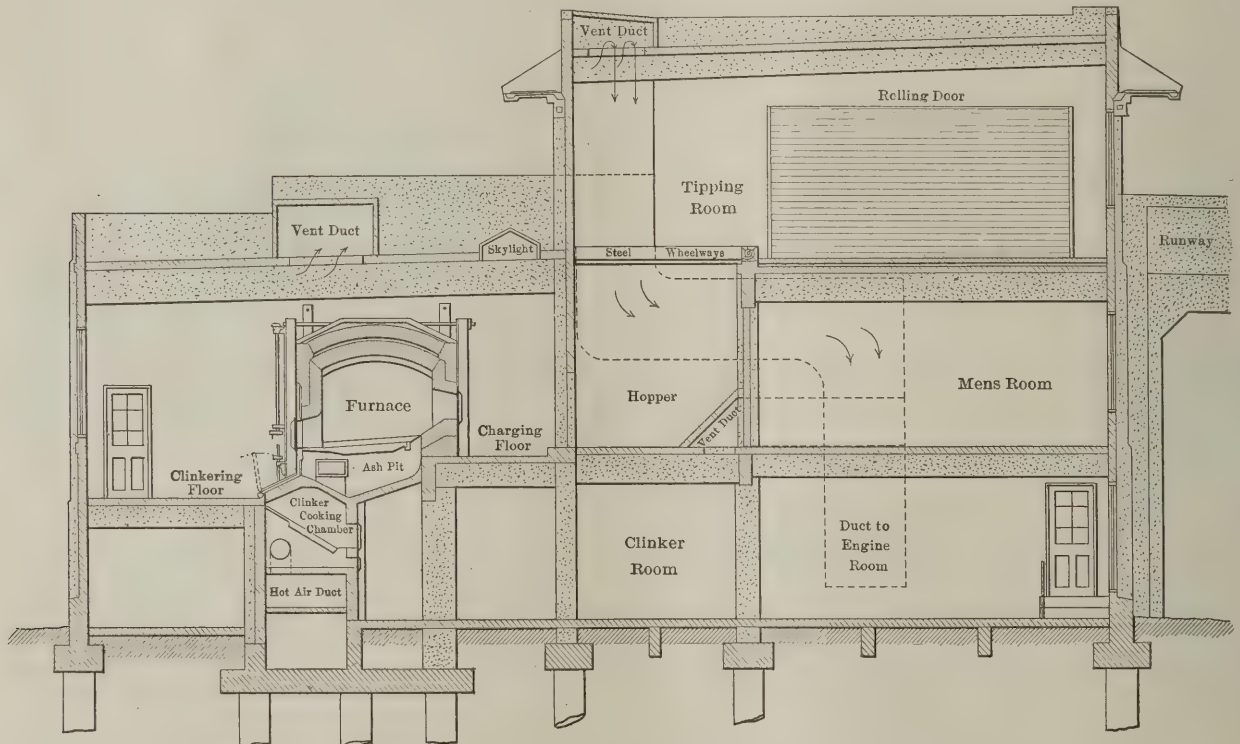 Vent Duct
Rolling Door
Tipping
Room
Vent Duct
Skylight
Steel Wheelways
Runway
Furnace
Hopper
Mens Room
Charging
Floor
Vent Duct
Ash Pit
Clinkering
Floor
Clinker
Cooking
Chamber
Clinker
Room
Duct to
Engine
Room
Hot Air Duct